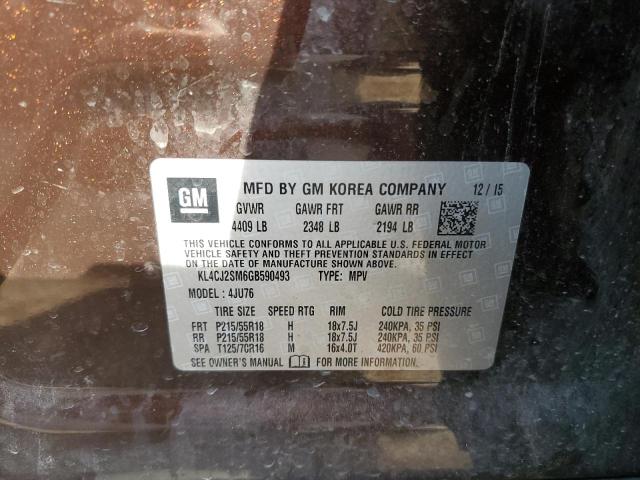 GM MFD BY GM KOREA COMPANY 12 / 15
GVWR GAWR FRT GAWR RR
4409 LB 2348 LB 2194 LB
THIS VEHICLE CONFORMS TO ALL APPLICABLE U.S. FEDERAL MOTOR
VEHICLE SAFETY AND THEFT PREVENTION STANDARDS IN EFFECT
ON THE DATE OF MANUFACTURE SHOWN ABOVE.
KL4CJ2SM6GB590493 TYPE: MPV
MODEL : 4JU76
TIRE SIZE SPEED RTG RIM COLD TIRE PRESSURE
FRT P215/55R18 H 18x7.5J 240KPA, 35 PSI
RR P215/55R18 H 18x7.5J 240KPA, 35 PSI
SPA T125/70R16 M 16x4.0T 420KPA, 60 PSI
SEE OWNER'S MANUAL FOR MORE INFORMATION.